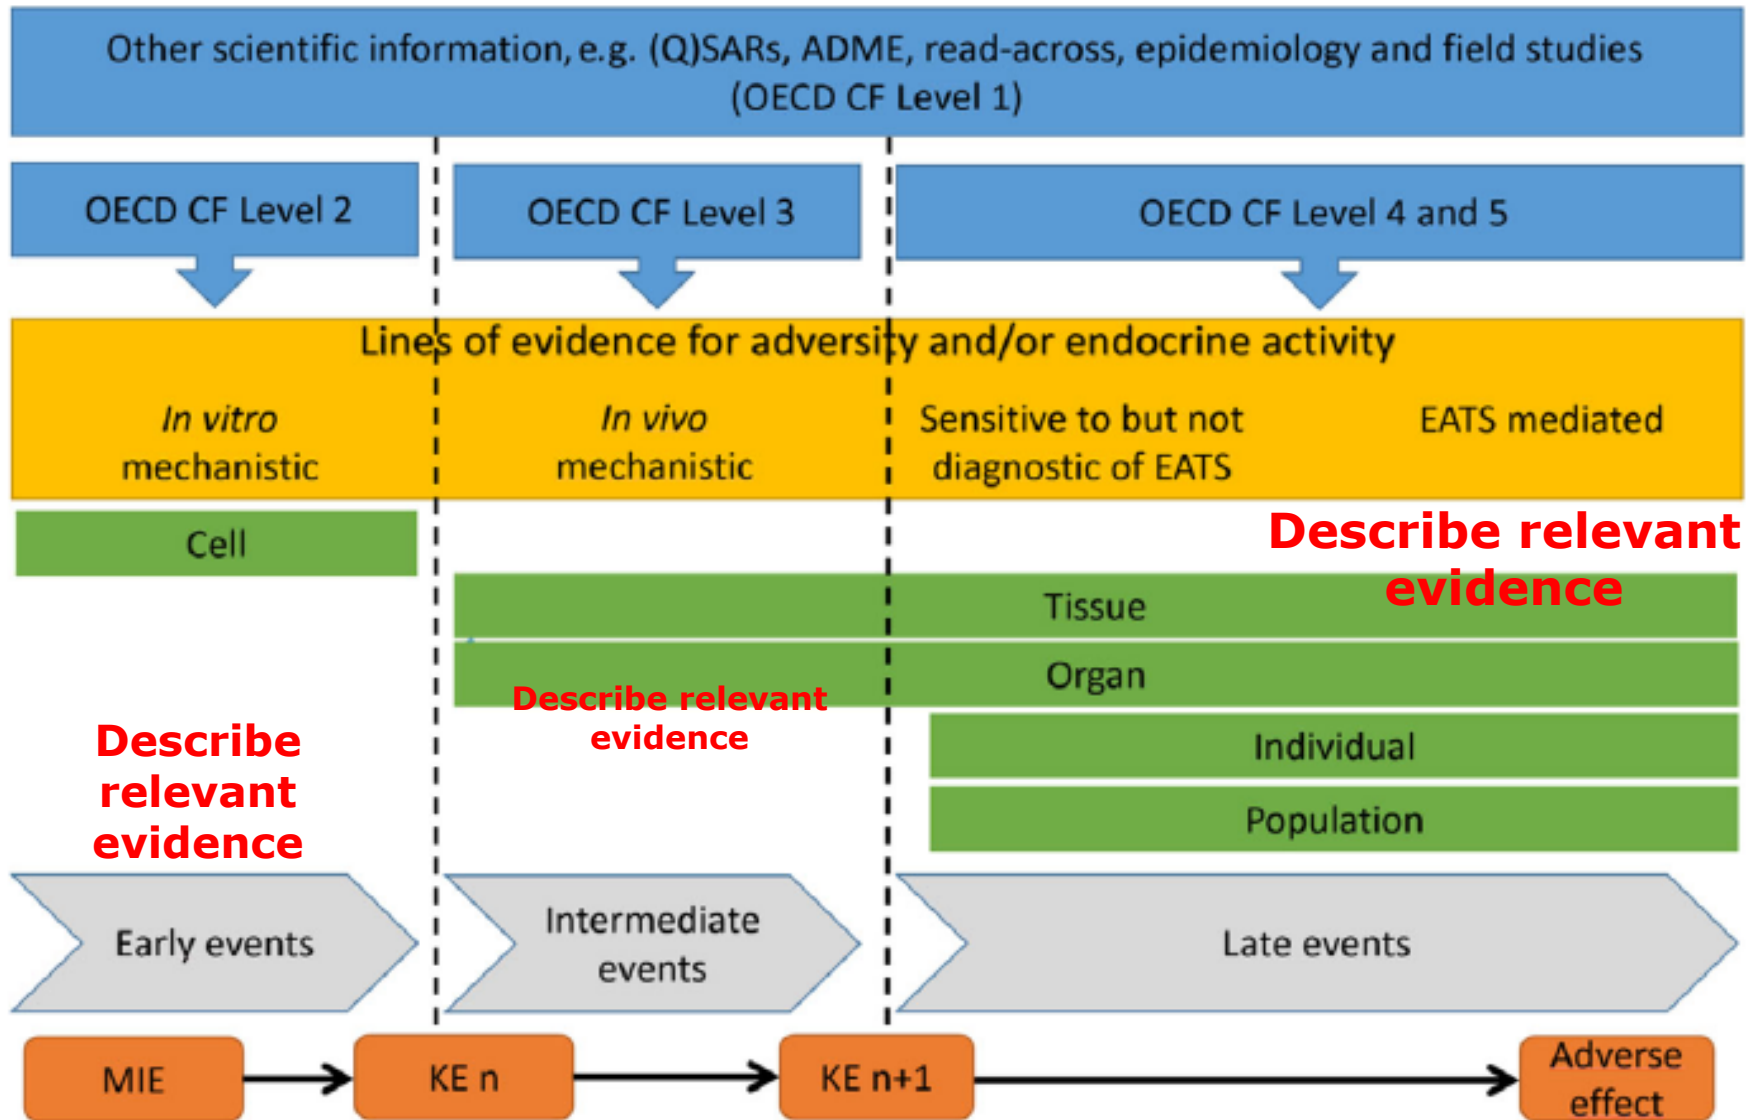 Other scientific information, e.g. (Q)SARs, ADME, read-across, epidemiology and field studies
(OECD CF Level 1)
OECD CF Level 2
OECD CF Level 3
OECD CF Level 4 and 5
Lines of evidence for adversity and/or endocrine activity
In vitro
mechanistic
In vivo
mechanistic
Sensitive to but not
diagnostic of EATS
EATS mediated
Cell
Describe relevant
evidence
Tissue
Organ
Describe relevant
evidence
Describe
relevant
evidence
Individual
Population
Early events
Intermediate
events
Late events
MIE
KE n
KE n+1
Adverse
effect